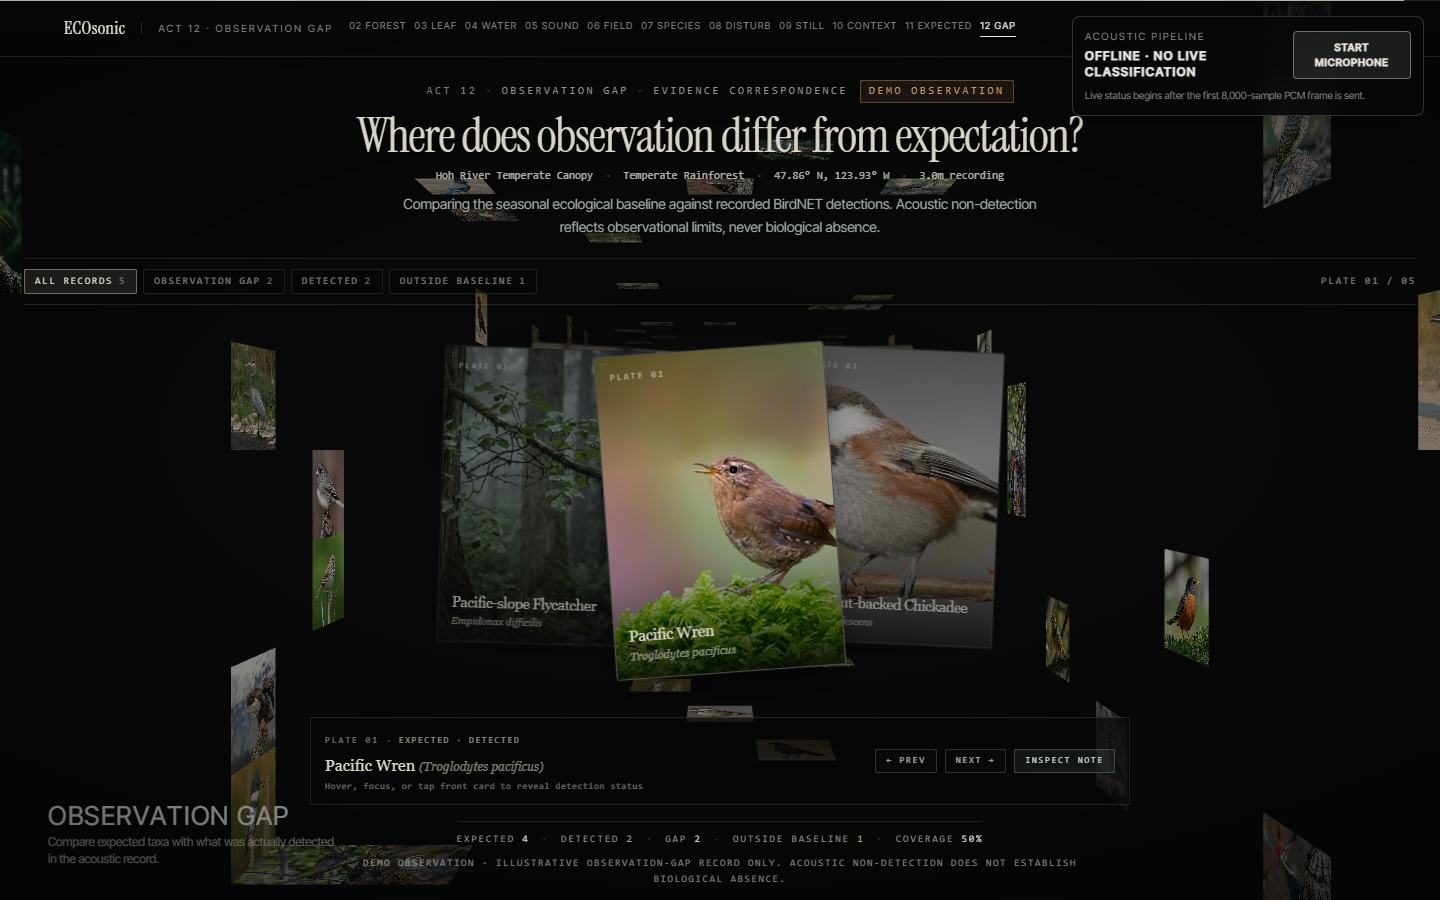 ECOsonic
ACT 12 · OBSERVATION GAP
02 FOREST 03 LEAF 04 WATER 05 SOUND 06 FIELD 07 SPECIES 08 DISTURB 09 STILL 10 CONTEXT 11 EXPECTED 12 GAP
ACOUSTIC PIPELINE
OFFLINE · NO LIVE
CLASSIFICATION
START
MICROPHONE
Live status begins after the first 8,000-sample PCM frame is sent.
ACT 12 · OBSERVATION GAP · EVIDENCE CORRESPONDENCE DEMO OBSERVATION
Where does observation differ from expectation?
Hoh River Temperate Canopy · Temperate Rainforest · 47.86° N, 123.93° W · 3.0m recording
Comparing the seasonal ecological baseline against recorded BirdNET detections. Acoustic non-detection
reflects observational limits, never biological absence.
ALL RECORDS 5
OBSERVATION GAP 2
DETECTED 2
OUTSIDE BASELINE 1
PLATE 01 / 05
PLATE 05
PLATE 01
TE 02
Pacific-slope Flycatcher
Empidonax difficilis
Pacific Wren
Troglodytes pacificus
ut-backed Chickadee
escens
PLATE 01 · EXPECTED · DETECTED
Pacific Wren (Troglodytes pacificus)
Hover, focus, or tap front card to reveal detection status
← PREV
NEXT →
INSPECT NOTE
OBSERVATION GAP
Compare expected taxa with what was actually detected
in the acoustic record.
EXPECTED 4 · DETECTED 2 · GAP 2 · OUTSIDE BASELINE 1 · COVERAGE 50%
DEMO OBSERVATION · ILLUSTRATIVE OBSERVATION-GAP RECORD ONLY. ACOUSTIC NON-DETECTION DOES NOT ESTABLISH
BIOLOGICAL ABSENCE.